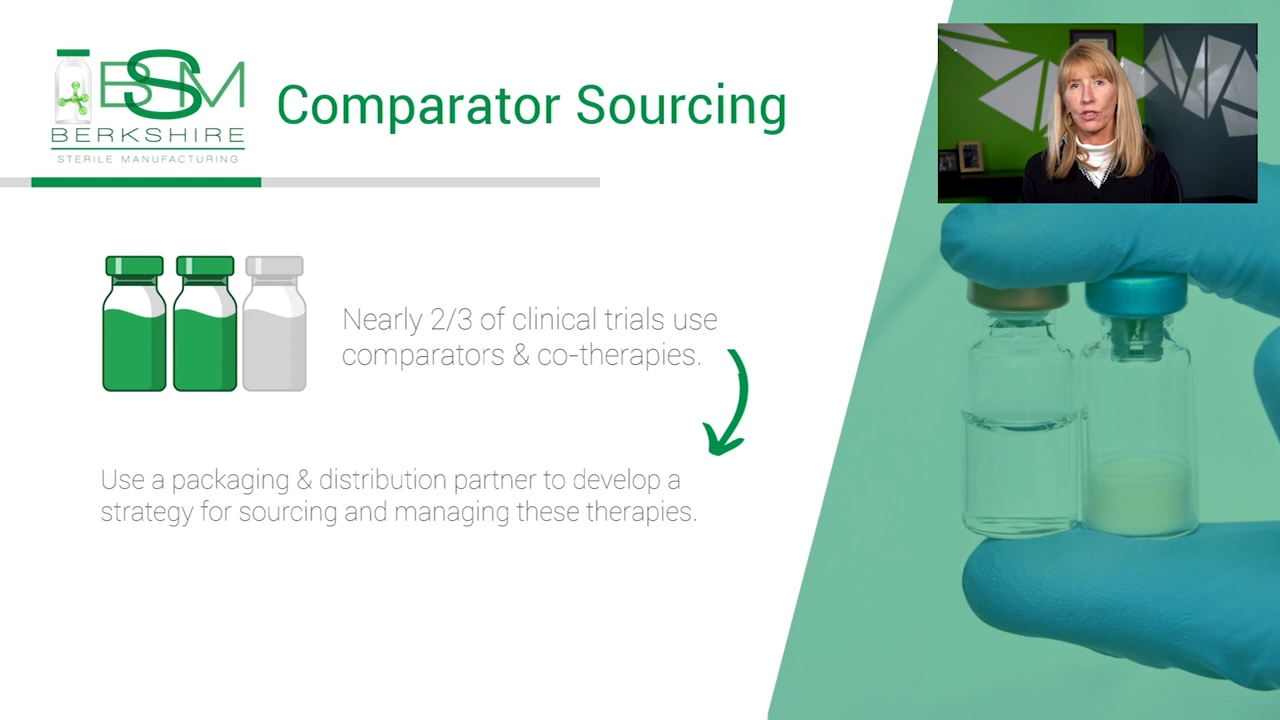 BSM
BERKSHIRE
STERILE MANUFACTURING
Comparator Sourcing
Nearly 2/3 of clinical trials use
comparators & co-therapies.
Use a packaging & distribution partner to develop a
strategy for sourcing and managing these therapies.